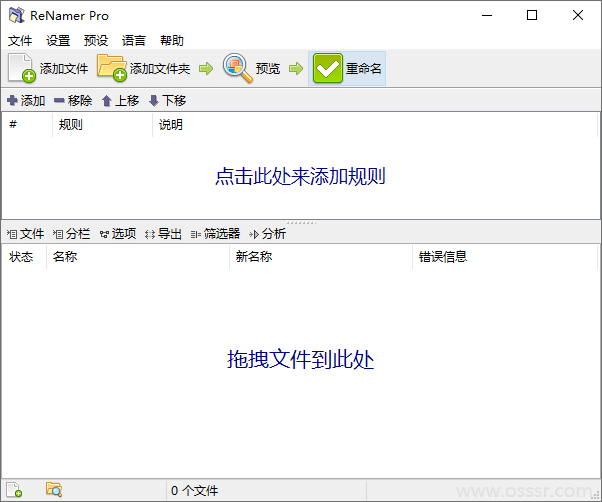 ReNamer Pro
文件 设置 预设 语言 帮助
添加文件 添加文件夹 预览 重命名
添加 移除 上移 下移
# 规则 说明
点击此处来添加规则
文件 分栏 选项 导出 筛选器 分析
状态 名称 新名称 错误信息
拖拽文件到此处
0 个文件
www.osssr.com